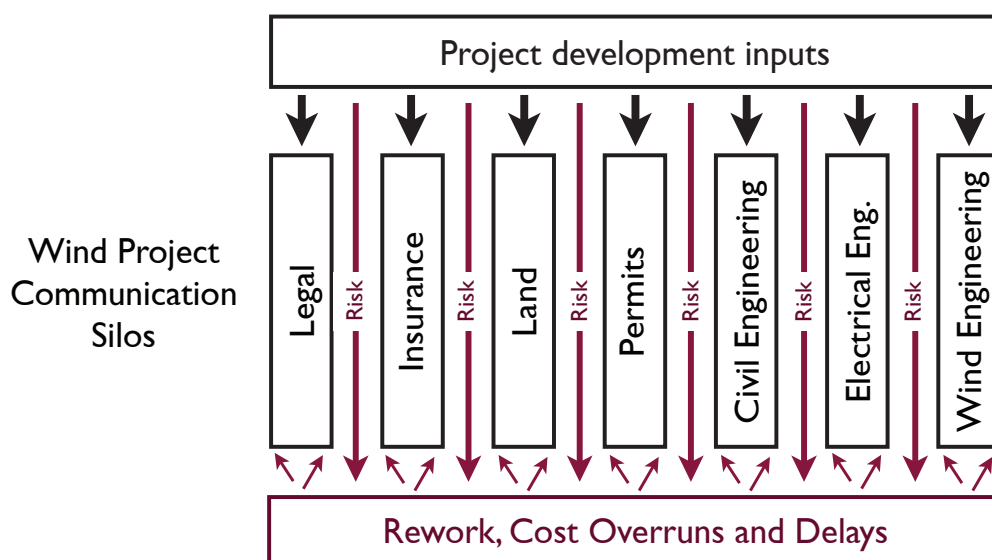 Project development inputs
Wind Project
Communication
Silos
Legal
Risk
Insurance
Risk
Land
Risk
Permits
Risk
Civil Engineering
Risk
Electrical Eng.
Risk
Wind Engineering
Rework, Cost Overruns and Delays